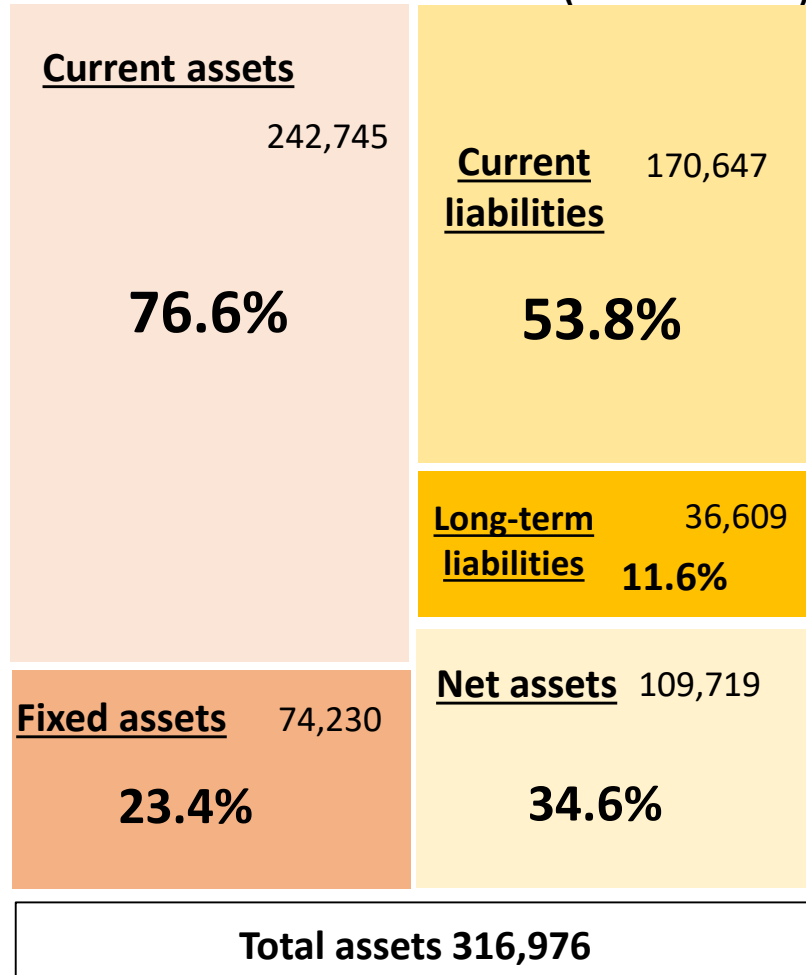 Current assets
242,745
76.6%
Fixed assets 74,230
23.4%
Current 170,647
liabilities
53.8%
Long-term 36,609
liabilities 11.6%
Net assets 109,719
34.6%
Total assets 316,976